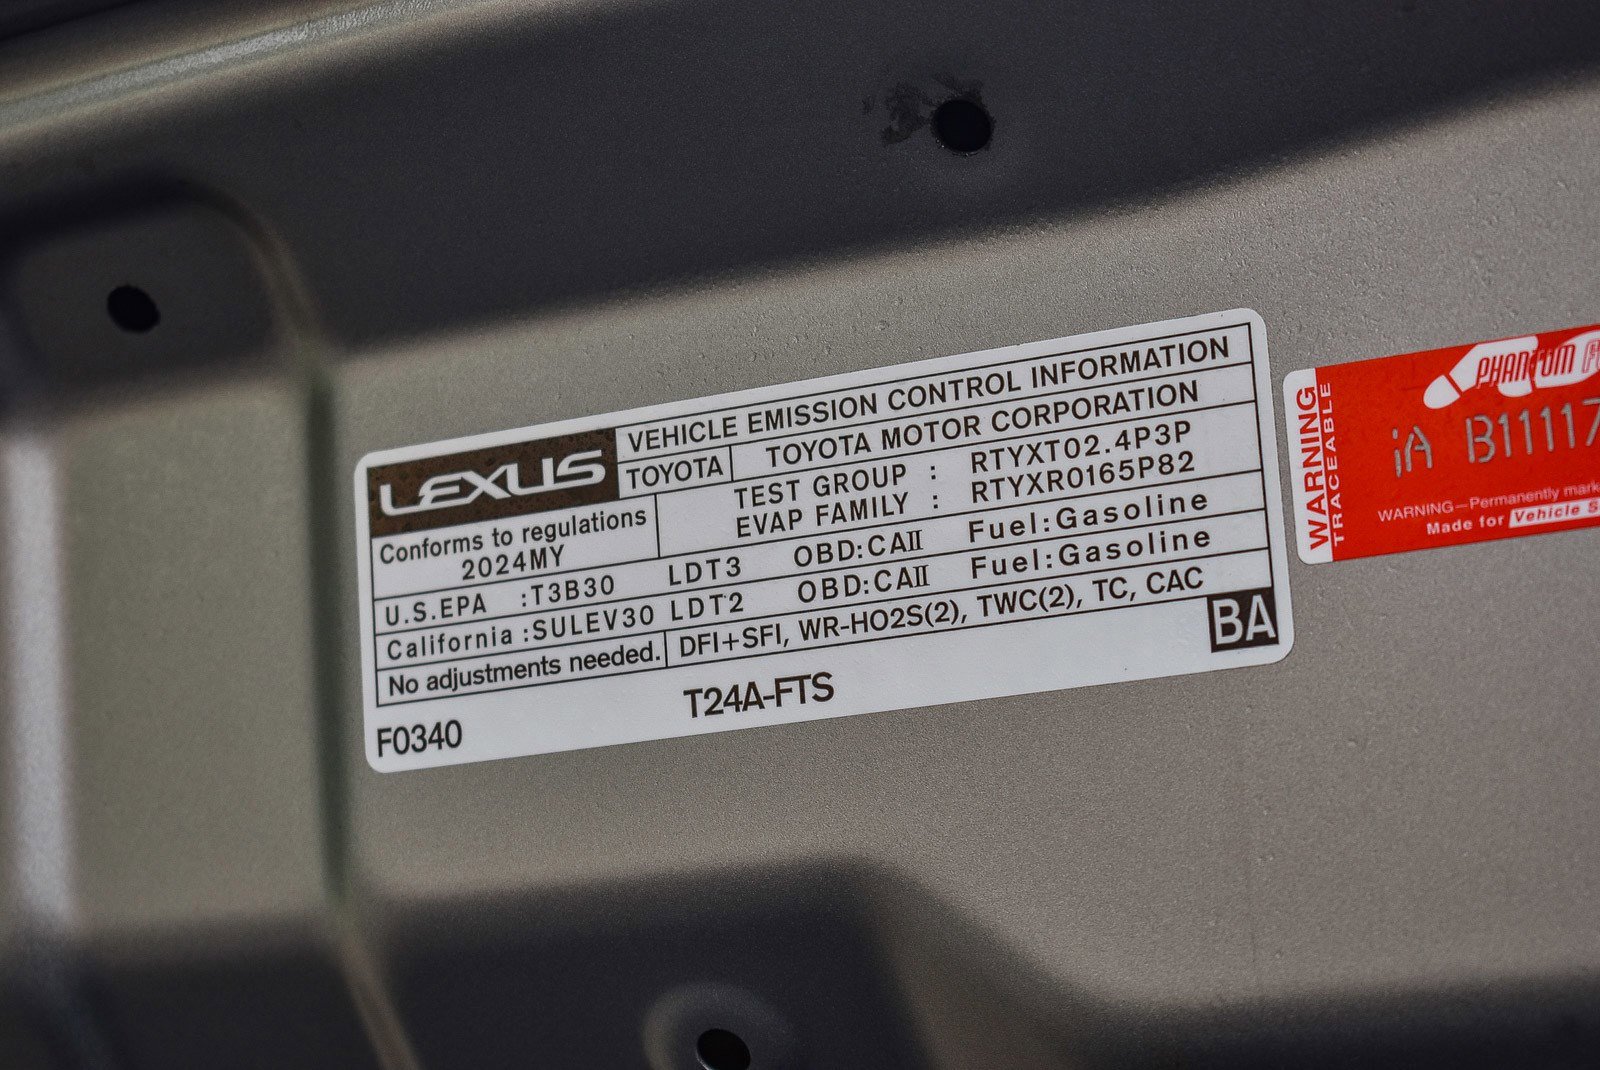 LEXUS
VEHICLE EMISSION CONTROL INFORMATION
TOYOTA TOYOTA MOTOR CORPORATION
Conforms to regulations
2024MY
TEST GROUP : RTYXT02.4P3P
EVAP FAMILY : RTYXR0165P82
U.S.EPA :T3B30 LDT3 OBD:CAII Fuel:Gasoline
California :SULEV30 LDT2 OBD:CAII Fuel:Gasoline
No adjustments needed. DFI+SFI, WR-HO2S(2), TWC(2), TC, CAC
BA
F0340 T24A-FTS
WARNING
TRACEABLE
PHANTUM
iA B11117
WARNING—Permanently
Made for Vehicle